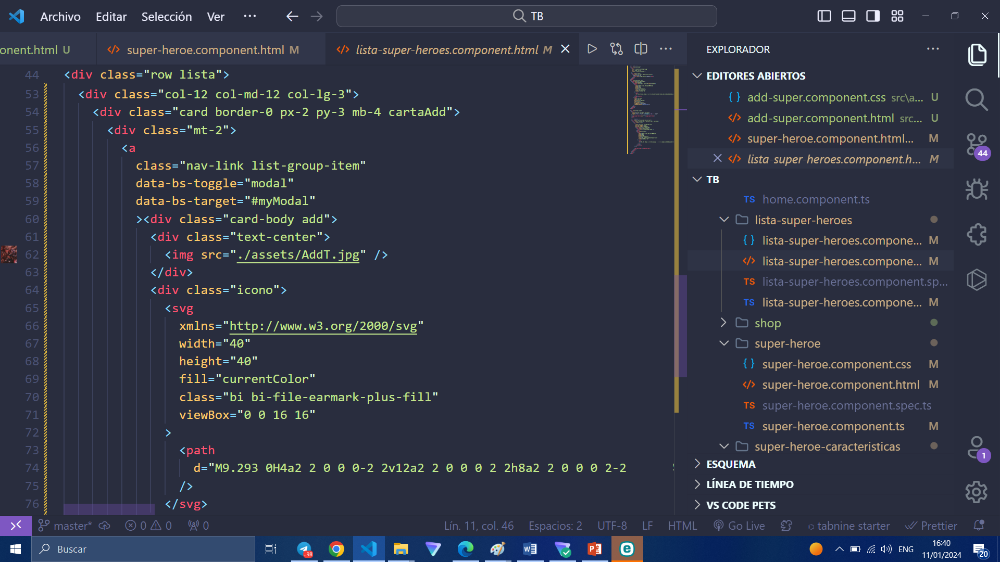 Archivo Editar Selección Ver ··· TB
onent.html U super-heroe.component.html M lista-super-heroes.component.html M
44 <div class="row lista">
53 <div class="col-12 col-md-12 col-lg-3">
54 <div class="card border-0 px-2 py-3 mb-4 cartaAdd">
55 <div class="mt-2">
56 <a
57 class="nav-link list-group-item"
58 data-bs-toggle="modal"
59 data-bs-target="#myModal"
60 ><div class="card-body add">
61 <div class="text-center">
62 <img src="./assets/AddT.jpg" />
63 </div>
64 <div class="icono">
65 <svg
66 xmlns="http://www.w3.org/2000/svg"
67 width="40"
68 height="40"
69 fill="currentColor"
70 class="bi bi-file-earmark-plus-fill"
71 viewBox="0 0 16 16"
72 >
73 <path
74 d="M9.293 0H4a2 2 0 0 0-2 2v12a2 2 0 0 0 2 2h8a2 2 0 0 0 2-2
75 />
76 </svg>
EXPLORADOR
EDITORES ABIERTOS
add-super.component.css src\a... U
add-super.component.html src... U
super-heroe.component.html... M
lista-super-heroes.component.h... M
TB
TS home.component.ts
lista-super-heroes
lista-super-heroes.compone... M
lista-super-heroes.compone... M
TS lista-super-heroes.component.sp...
TS lista-super-heroes.compone... M
shop
super-heroe
super-heroe.component.css M
super-heroe.component.html M
TS super-heroe.component.spec.ts
TS super-heroe.component.ts M
super-heroe-caracteristicas
ESQUEMA
LÍNEA DE TIEMPO
VS CODE PETS
44
1
master* 0 0 0 Lín. 11, col. 46 Espacios: 2 UTF-8 LF HTML Go Live tabnine starter Prettier
Buscar 98 ENG 16:40
11/01/2024 20